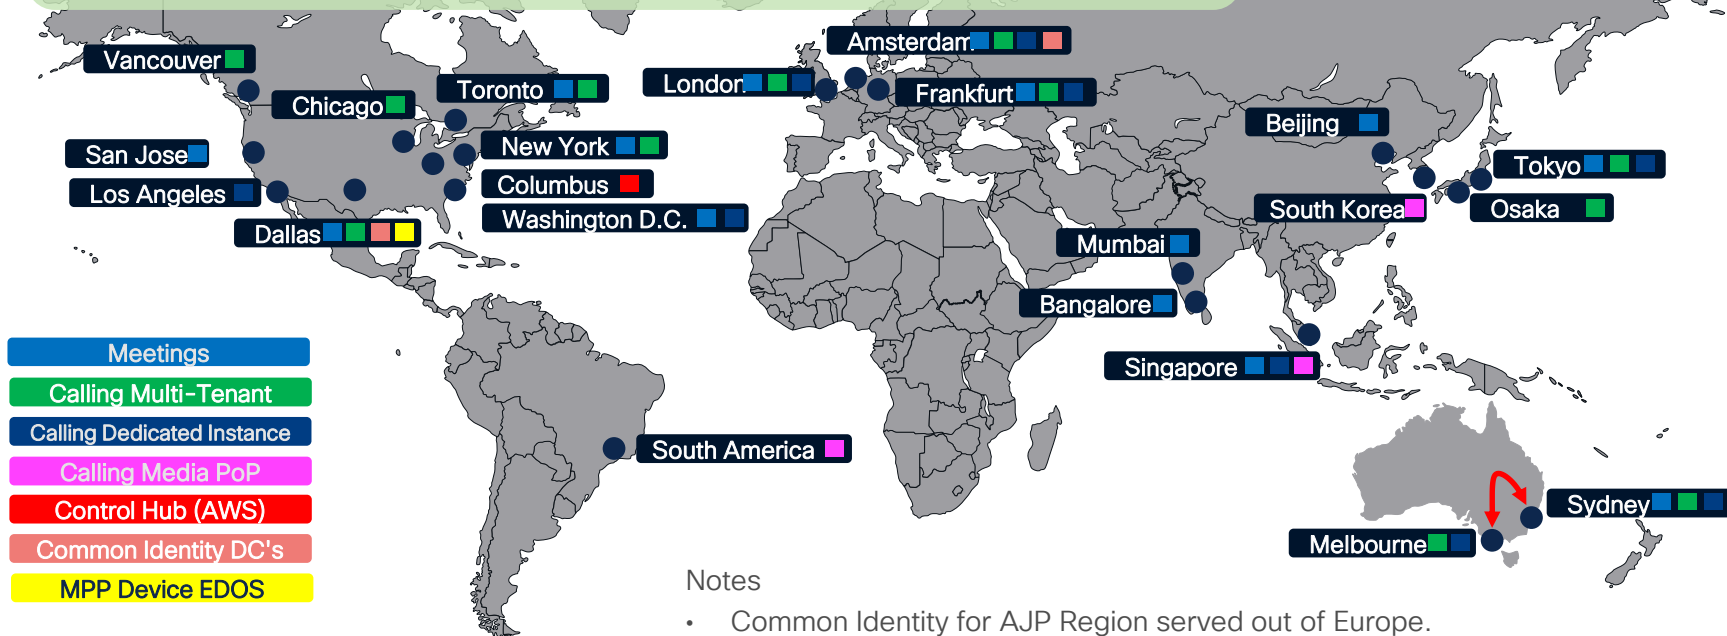 Amsterdam
Vancouver
London
Toronto
Frankfurt
Chicago
Beijing
New York
San Jose
Tokyo
Columbus
Los Angeles
South Korea
Osaka
Washington D.C.
Dallas
Mumbai
Bangalore
Meetings
Singapore
Calling Multi-Tenant
Calling Dedicated Instance
South America
Calling Media PoP
Sydney
Control Hub (AWS)
Melbourne
Common Identity DC's
MPP Device EDOS
Notes
• Common Identity for AJP Region served out of Europe.